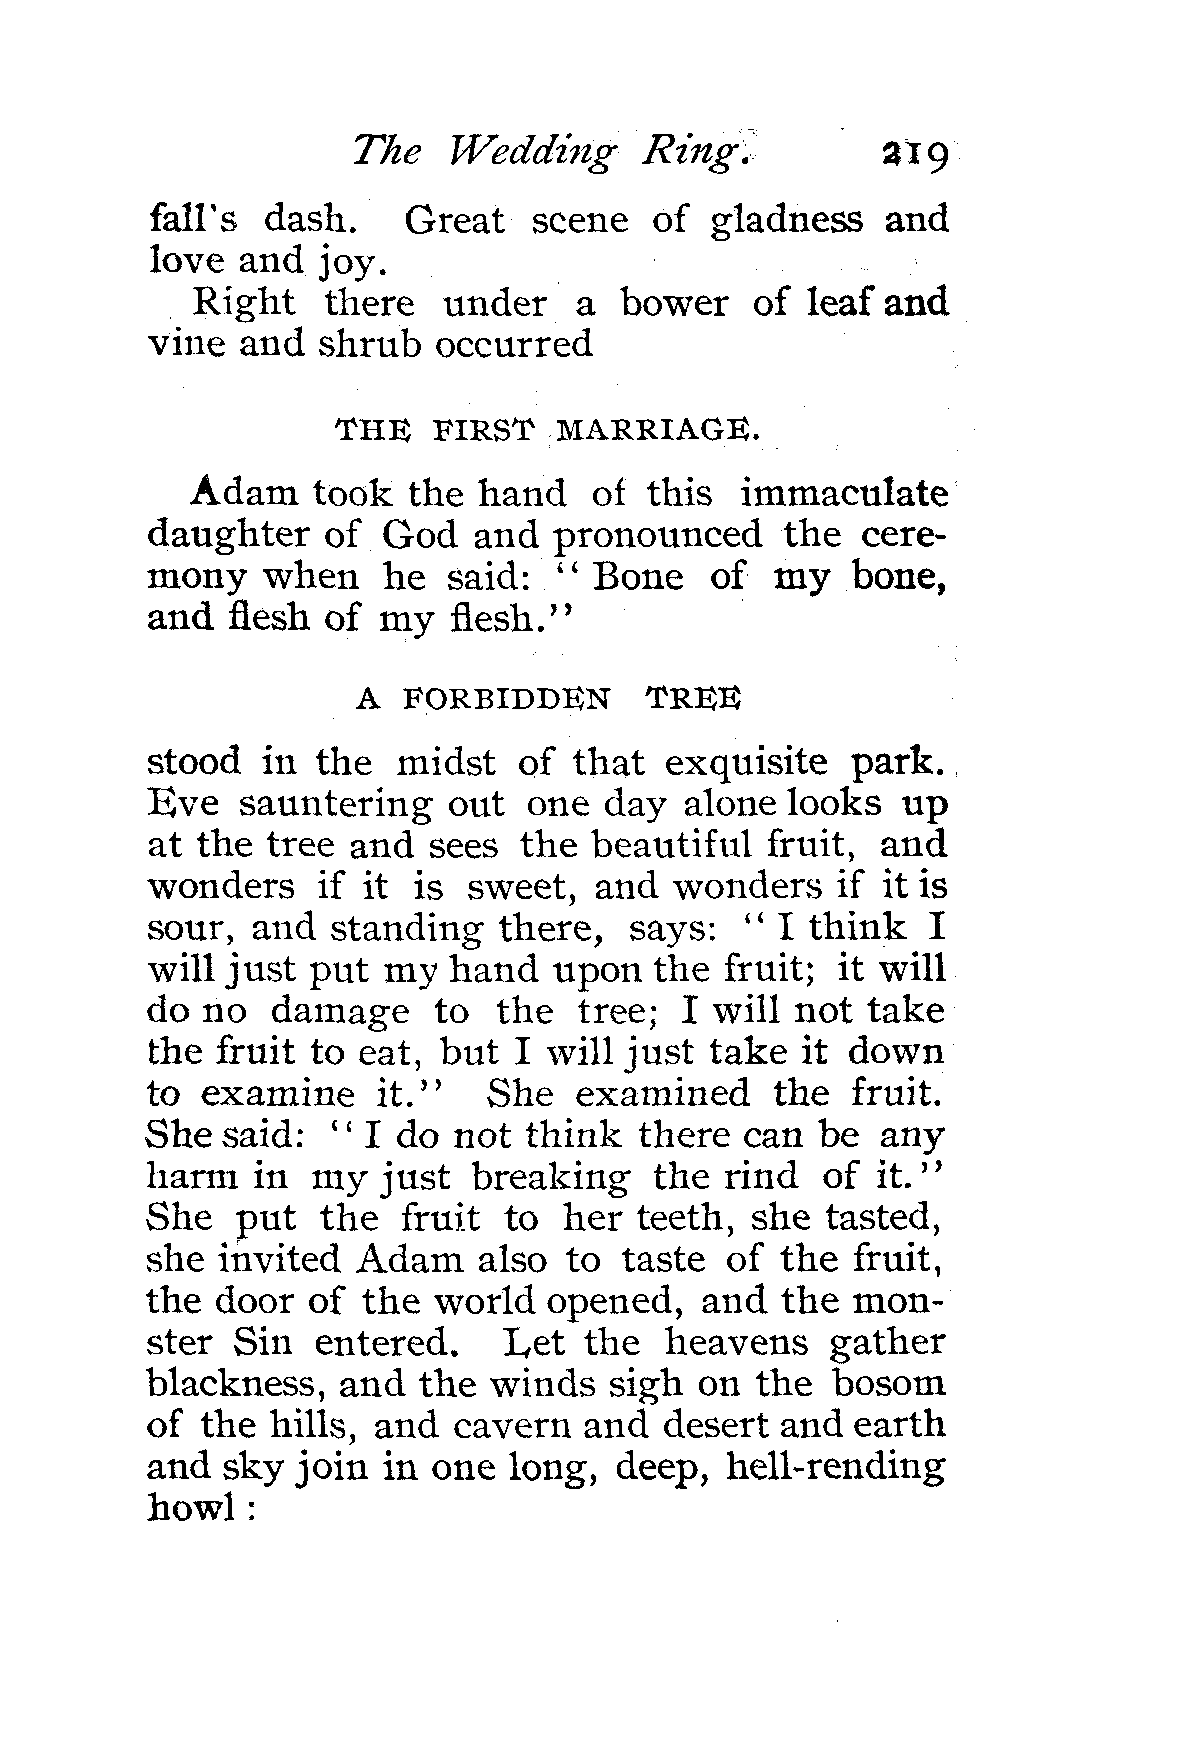 The Wedding Ring. 219
fall's dash. Great scene of gladness and
love and joy.
Right there under a bower of leaf and
vine and shrub occurred
THE FIRST MARRIAGE.
Adam took the hand of this immaculate
daughter of God and pronounced the cere-
mony when he said: “ Bone of my bone,
and flesh of my flesh.”
A FORBIDDEN TREE
stood in the midst of that exquisite park.
Eve sauntering out one day alone looks up
at the tree and sees the beautiful fruit, and
wonders if it is sweet, and wonders if it is
sour, and standing there, says: “ I think I
will just put my hand upon the fruit; it will
do no damage to the tree; I will not take
the fruit to eat, but I will just take it down
to examine it.” She examined the fruit.
She said: “ I do not think there can be any
harm in my just breaking the rind of it.”
She put the fruit to her teeth, she tasted,
she invited Adam also to taste of the fruit,
the door of the world opened, and the mon-
ster Sin entered. Let the heavens gather
blackness, and the winds sigh on the bosom
of the hills, and cavern and desert and earth
and sky join in one long, deep, hell-rending
howl :